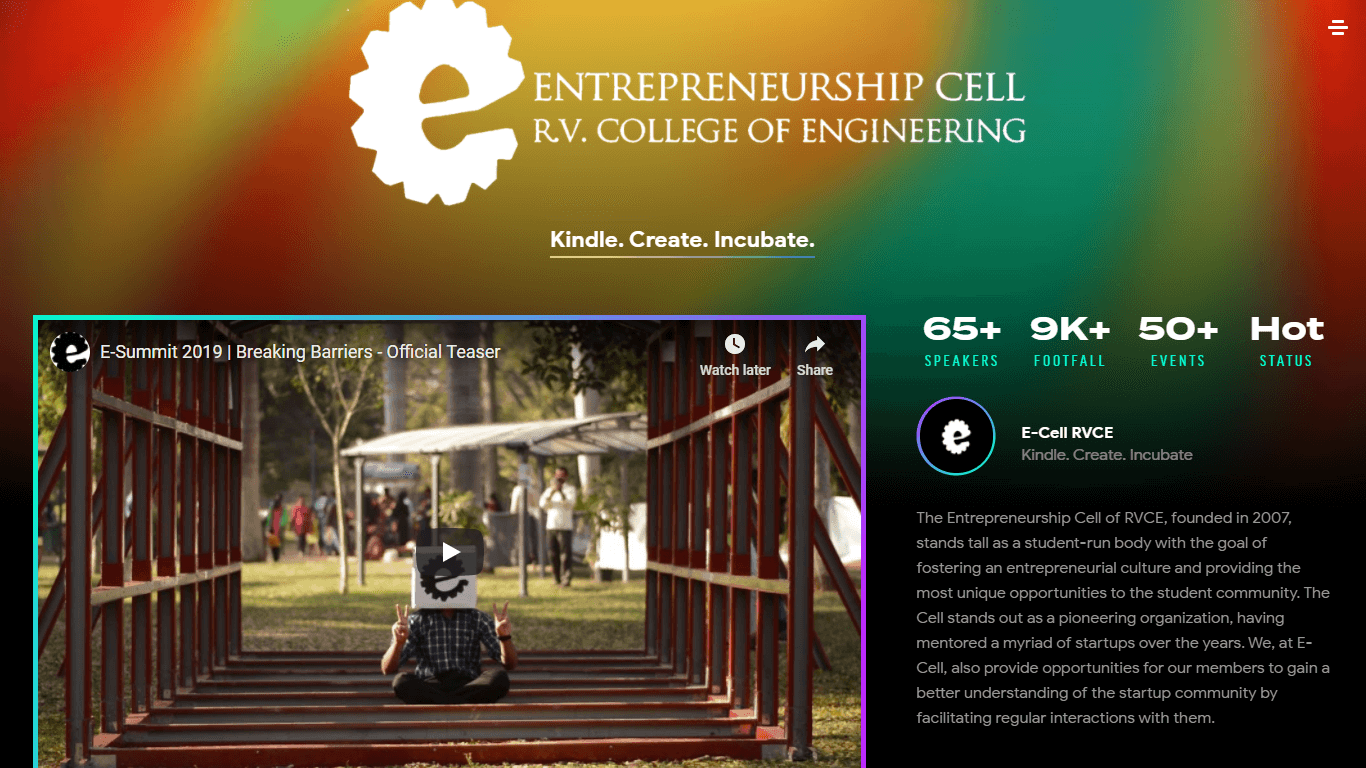 ENTREPRENEURSHIP CELL
R.V. COLLEGE OF ENGINEERING
Kindle. Create. Incubate.
E-Summit 2019 | Breaking Barriers - Official Teaser
Watch later
Share
65+ 9K+ 50+ Hot
SPEAKERS FOOTFALL EVENTS STATUS
E-Cell RVCE
Kindle. Create. Incubate
The Entrepreneurship Cell of RVCE, founded in 2007,
stands tall as a student-run body with the goal of
fostering an entrepreneurial culture and providing the
most unique opportunities to the student community. The
Cell stands out as a pioneering organization, having
mentored a myriad of startups over the years. We, at E-
Cell, also provide opportunities for our members to gain a
better understanding of the startup community by
facilitating regular interactions with them.